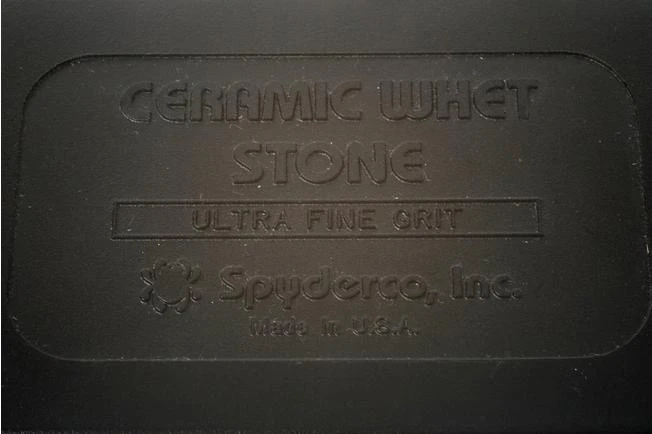 CERAMIC WHET
STONE
ULTRA FINE GRIT
Spyderco, Inc.
Made in U.S.A.